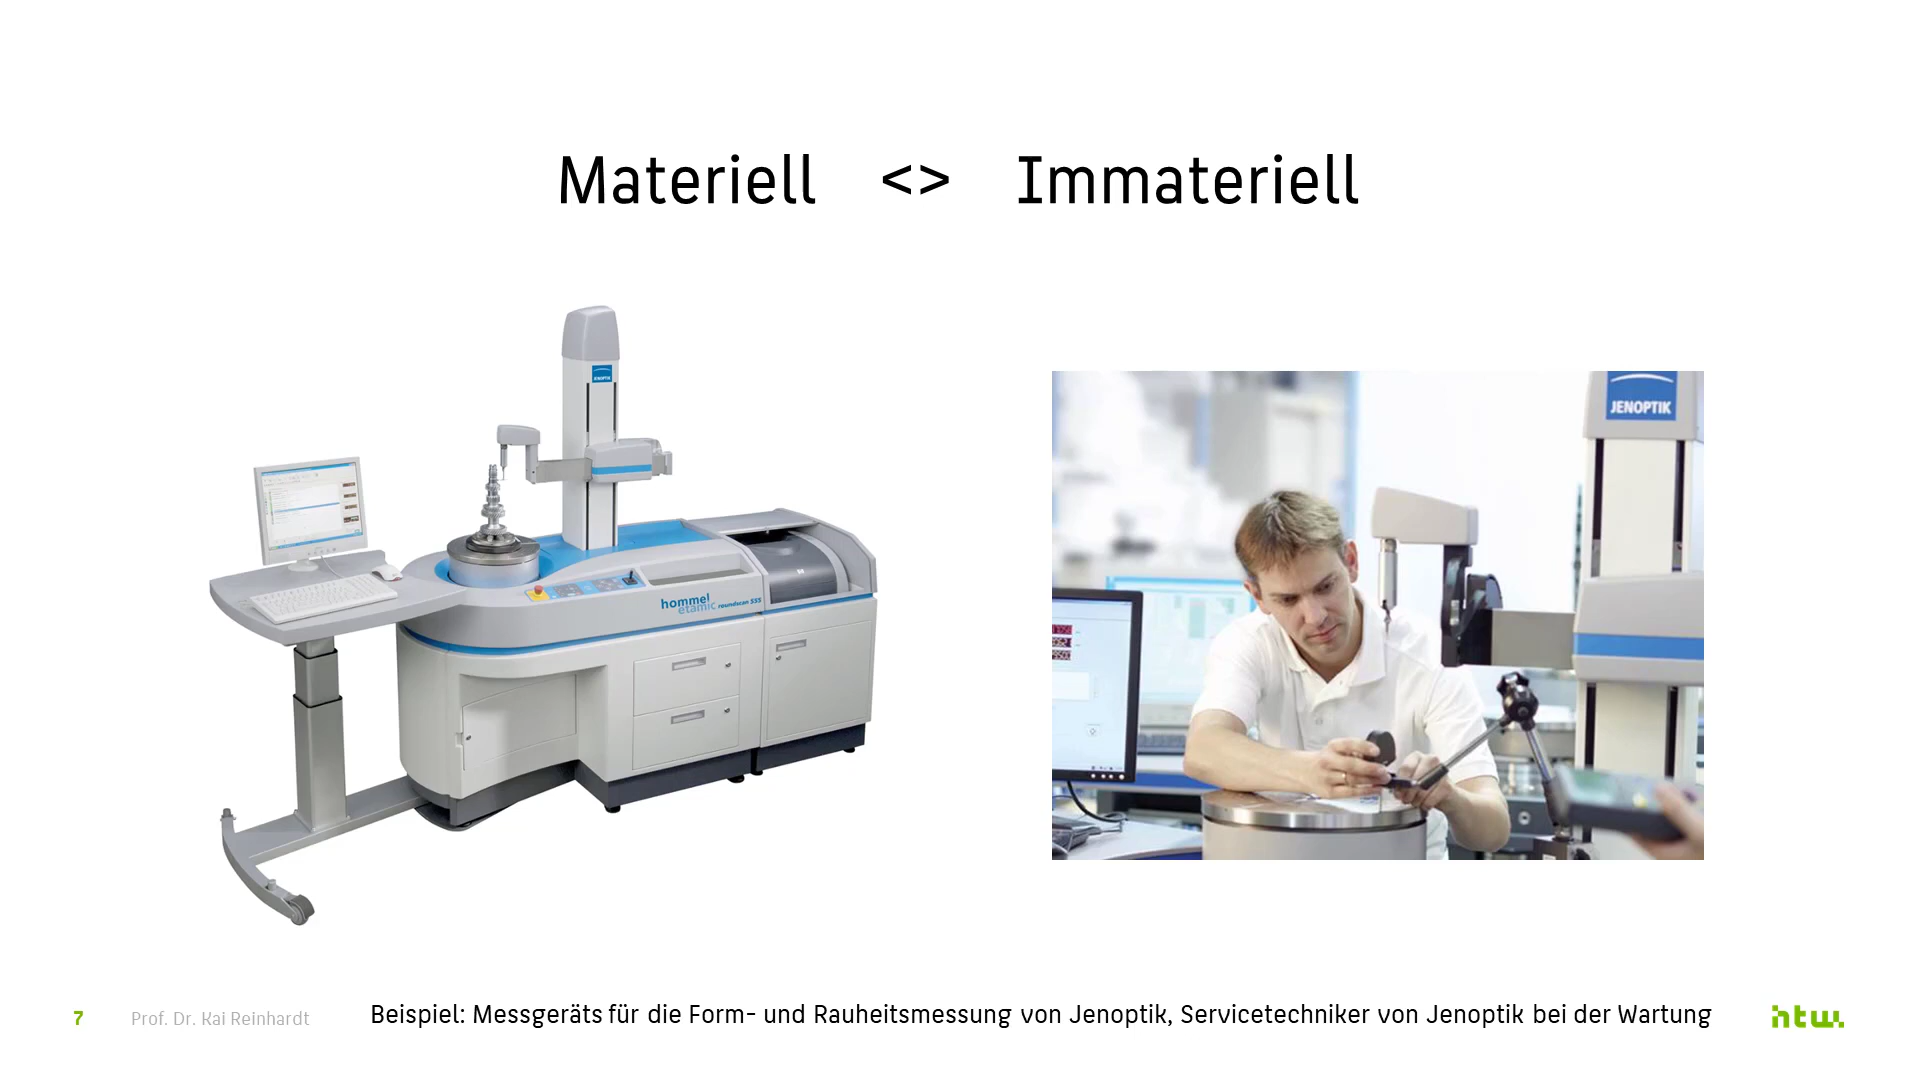 Materiell <> Immateriell
JENOPTIK
JENOPTIK
hommel
etamic roundscan 555
7 Prof. Dr. Kai Reinhardt Beispiel: Messgeräts für die Form- und Rauheitsmessung von Jenoptik, Servicetechniker von Jenoptik bei der Wartung htw.